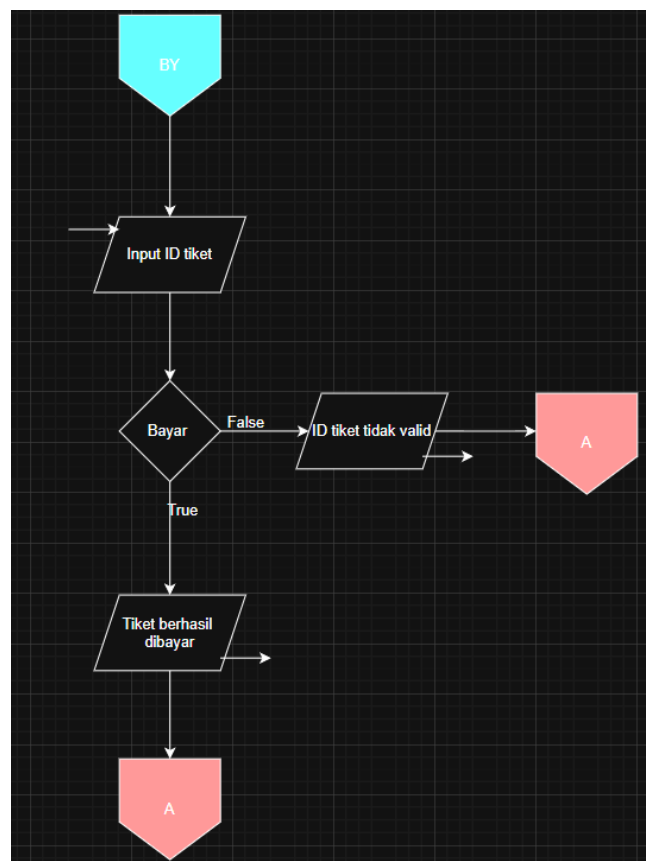 BY
Input ID tiket
Bayar
False
ID tiket tidak valid
A
True
Tiket berhasil
dibayar
A